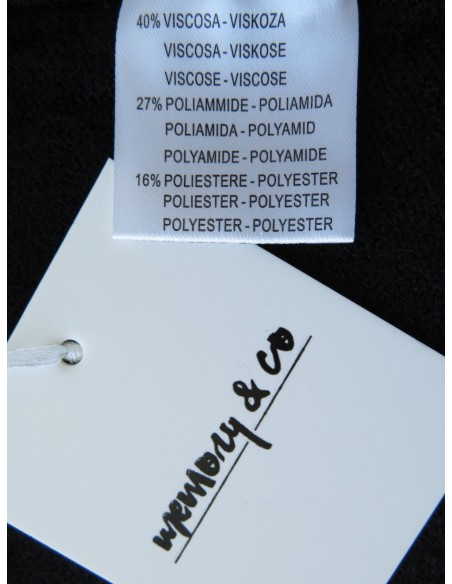 40% VISCOSA - VISKOZA
VISCOSA - VISKOSE
VISCOSE - VISCOSE
27% POLIAMMIDE - POLIAMIDA
POLIAMIDA - POLYAMID
POLYAMIDE - POLYAMIDE
16% POLIESTERE - POLYESTER
POLIESTER - POLYESTER
POLYESTER - POLYESTER
memory & co